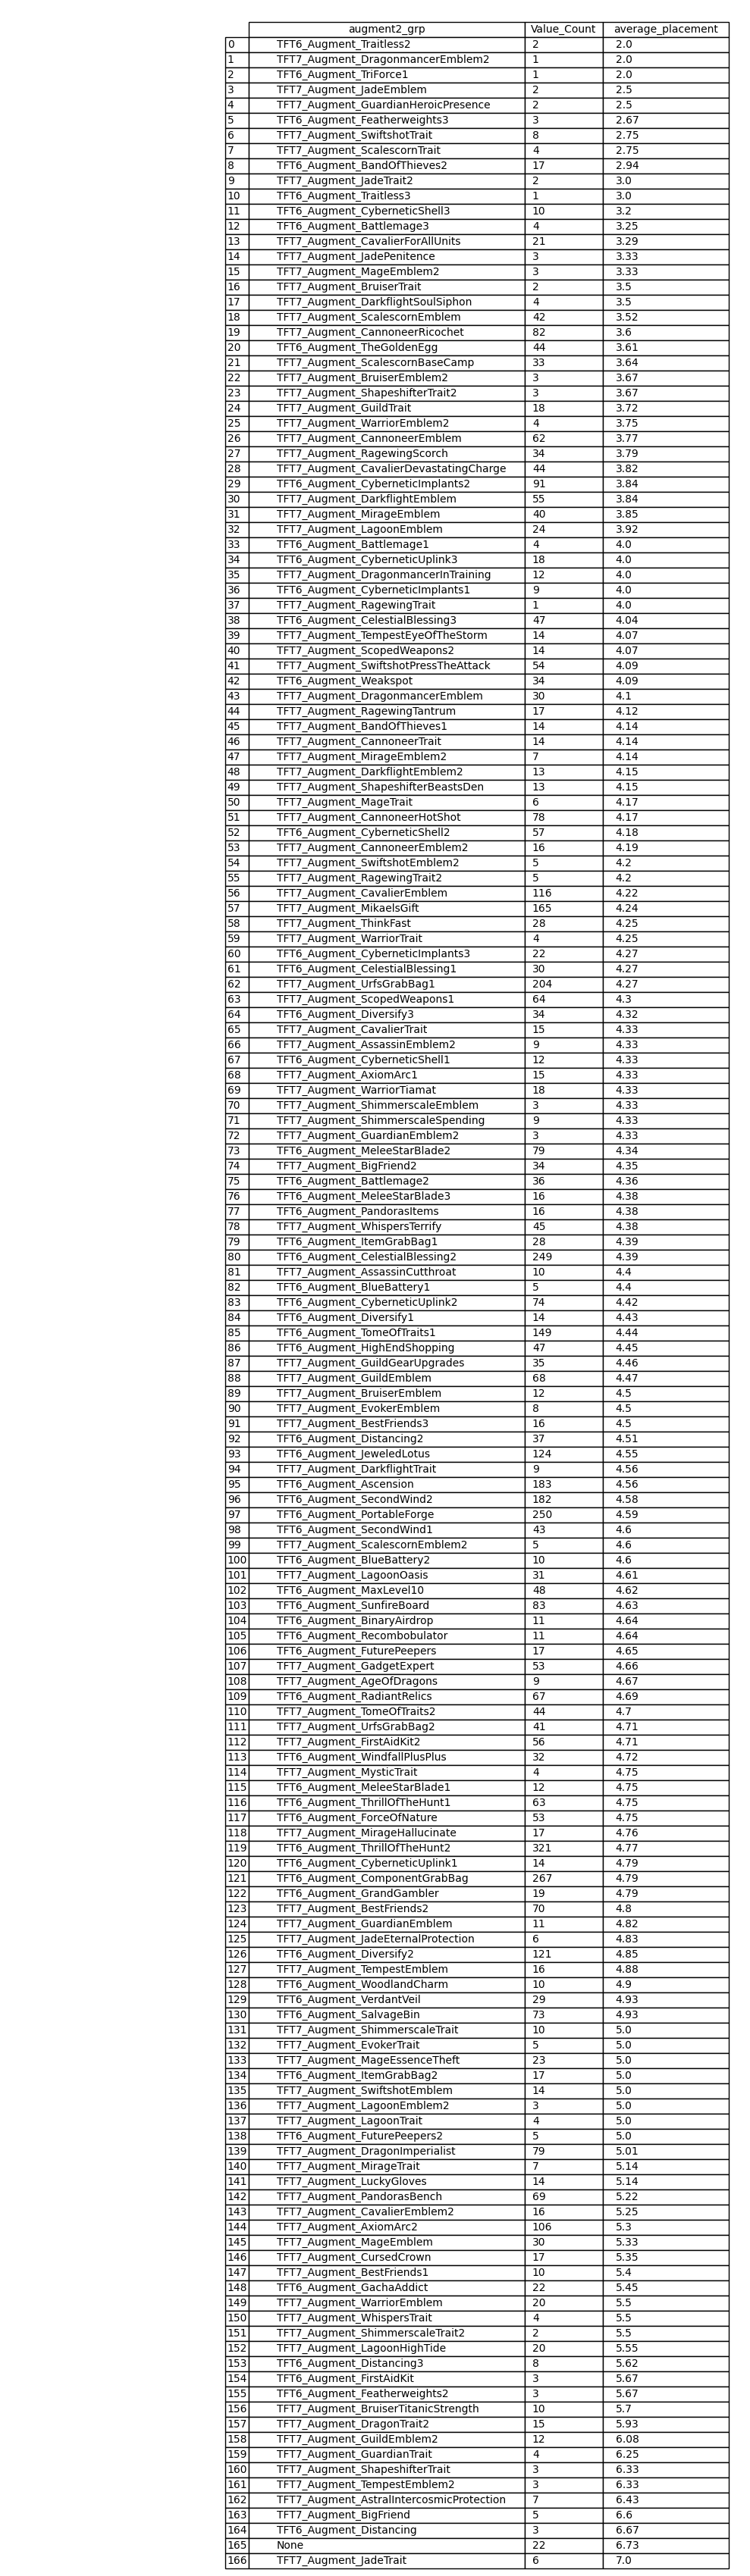 augment2_grp Value_Count average_placement
0 TFT6_Augment_Traitless2 2 2.0
1 TFT7_Augment_DragonmancerEmblem2 1 2.0
2 TFT6_Augment_TriForce1 1 2.0
3 TFT7_Augment_JadeEmblem 2 2.5
4 TFT7_Augment_GuardianHeroicPresence 2 2.5
5 TFT6_Augment_Featherweights3 3 2.67
6 TFT7_Augment_SwiftshotTrait 8 2.75
7 TFT7_Augment_ScalescornTrait 4 2.75
8 TFT6_Augment_BandOfThieves2 17 2.94
9 TFT7_Augment_JadeTrait2 2 3.0
10 TFT6_Augment_Traitless3 1 3.0
11 TFT6_Augment_CyberneticShell3 10 3.2
12 TFT6_Augment_Battlemage3 4 3.25
13 TFT7_Augment_CavalierForAllUnits 21 3.29
14 TFT7_Augment_JadePenitence 3 3.33
15 TFT7_Augment_MageEmblem2 3 3.33
16 TFT7_Augment_BruiserTrait 2 3.5
17 TFT7_Augment_DarkflightSoulSiphon 4 3.5
18 TFT7_Augment_ScalescornEmblem 42 3.52
19 TFT7_Augment_CannoneerRicochet 82 3.6
20 TFT6_Augment_TheGoldenEgg 44 3.61
21 TFT7_Augment_ScalescornBaseCamp 33 3.64
22 TFT7_Augment_BruiserEmblem2 3 3.67
23 TFT7_Augment_ShapeshifterTrait2 3 3.67
24 TFT7_Augment_GuildTrait 18 3.72
25 TFT7_Augment_WarriorEmblem2 4 3.75
26 TFT7_Augment_CannoneerEmblem 62 3.77
27 TFT7_Augment_RagewingScorch 34 3.79
28 TFT7_Augment_CavalierDevastatingCharge 44 3.82
29 TFT6_Augment_CyberneticImplants2 91 3.84
30 TFT7_Augment_DarkflightEmblem 55 3.84
31 TFT7_Augment_MirageEmblem 40 3.85
32 TFT7_Augment_LagoonEmblem 24 3.92
33 TFT6_Augment_Battlemage1 4 4.0
34 TFT6_Augment_CyberneticUplink3 18 4.0
35 TFT7_Augment_DragonmancerInTraining 12 4.0
36 TFT6_Augment_CyberneticImplants1 9 4.0
37 TFT7_Augment_RagewingTrait 1 4.0
38 TFT6_Augment_CelestialBlessing3 47 4.04
39 TFT7_Augment_TempestEyeOfTheStorm 14 4.07
40 TFT7_Augment_ScopedWeapons2 14 4.07
41 TFT7_Augment_SwiftshotPressTheAttack 54 4.09
42 TFT6_Augment_Weakspot 34 4.09
43 TFT7_Augment_DragonmancerEmblem 30 4.1
44 TFT7_Augment_RagewingTantrum 17 4.12
45 TFT7_Augment_BandOfThieves1 14 4.14
46 TFT7_Augment_CannoneerTrait 14 4.14
47 TFT7_Augment_MirageEmblem2 7 4.14
48 TFT7_Augment_DarkflightEmblem2 13 4.15
49 TFT7_Augment_ShapeshifterBeastsDen 13 4.15
50 TFT7_Augment_MageTrait 6 4.17
51 TFT7_Augment_CannoneerHotShot 78 4.17
52 TFT6_Augment_CyberneticShell2 57 4.18
53 TFT7_Augment_CannoneerEmblem2 16 4.19
54 TFT7_Augment_SwiftshotEmblem2 5 4.2
55 TFT7_Augment_RagewingTrait2 5 4.2
56 TFT7_Augment_CavalierEmblem 116 4.22
57 TFT7_Augment_MikaelsGift 165 4.24
58 TFT7_Augment_ThinkFast 28 4.25
59 TFT7_Augment_WarriorTrait 4 4.25
60 TFT6_Augment_CyberneticImplants3 22 4.27
61 TFT6_Augment_CelestialBlessing1 30 4.27
62 TFT7_Augment_UrfsGrabBag1 204 4.27
63 TFT7_Augment_ScopedWeapons1 64 4.3
64 TFT6_Augment_Diversify3 34 4.32
65 TFT7_Augment_CavalierTrait 15 4.33
66 TFT7_Augment_AssassinEmblem2 9 4.33
67 TFT6_Augment_CyberneticShell1 12 4.33
68 TFT7_Augment_AxiomArc1 15 4.33
69 TFT7_Augment_WarriorTiamat 18 4.33
70 TFT7_Augment_ShimmerscaleEmblem 3 4.33
71 TFT7_Augment_ShimmerscaleSpending 9 4.33
72 TFT7_Augment_GuardianEmblem2 3 4.33
73 TFT6_Augment_MeleeStarBlade2 79 4.34
74 TFT7_Augment_BigFriend2 34 4.35
75 TFT6_Augment_Battlemage2 36 4.36
76 TFT6_Augment_MeleeStarBlade3 16 4.38
77 TFT6_Augment_PandorasItems 16 4.38
78 TFT7_Augment_WhispersTerrify 45 4.38
79 TFT6_Augment_ItemGrabBag1 28 4.39
80 TFT6_Augment_CelestialBlessing2 249 4.39
81 TFT7_Augment_AssassinCutthroat 10 4.4
82 TFT6_Augment_BlueBattery1 5 4.4
83 TFT6_Augment_CyberneticUplink2 74 4.42
84 TFT6_Augment_Diversify1 14 4.43
85 TFT6_Augment_TomeOfTraits1 149 4.44
86 TFT6_Augment_HighEndShopping 47 4.45
87 TFT7_Augment_GuildGearUpgrades 35 4.46
88 TFT7_Augment_GuildEmblem 68 4.47
89 TFT7_Augment_BruiserEmblem 12 4.5
90 TFT7_Augment_EvokerEmblem 8 4.5
91 TFT7_Augment_BestFriends3 16 4.5
92 TFT6_Augment_Distancing2 37 4.51
93 TFT6_Augment_JeweledLotus 124 4.55
94 TFT7_Augment_DarkflightTrait 9 4.56
95 TFT6_Augment_Ascension 183 4.56
96 TFT6_Augment_SecondWind2 182 4.58
97 TFT6_Augment_PortableForge 250 4.59
98 TFT6_Augment_SecondWind1 43 4.6
99 TFT7_Augment_ScalescornEmblem2 5 4.6
100 TFT6_Augment_BlueBattery2 10 4.6
101 TFT7_Augment_LagoonOasis 31 4.61
102 TFT6_Augment_MaxLevel10 48 4.62
103 TFT6_Augment_SunfireBoard 83 4.63
104 TFT6_Augment_BinaryAirdrop 11 4.64
105 TFT6_Augment_Recombobulator 11 4.64
106 TFT6_Augment_FuturePeepers 17 4.65
107 TFT7_Augment_GadgetExpert 53 4.66
108 TFT7_Augment_AgeOfDragons 9 4.67
109 TFT6_Augment_RadiantRelics 67 4.69
110 TFT7_Augment_TomeOfTraits2 44 4.7
111 TFT7_Augment_UrfsGrabBag2 41 4.71
112 TFT7_Augment_FirstAidKit2 56 4.71
113 TFT6_Augment_WindfallPlusPlus 32 4.72
114 TFT7_Augment_MysticTrait 4 4.75
115 TFT6_Augment_MeleeStarBlade1 12 4.75
116 TFT6_Augment_ThrillOfTheHunt1 63 4.75
117 TFT6_Augment_ForceOfNature 53 4.75
118 TFT7_Augment_MirageHallucinate 17 4.76
119 TFT6_Augment_ThrillOfTheHunt2 321 4.77
120 TFT6_Augment_CyberneticUplink1 14 4.79
121 TFT6_Augment_ComponentGrabBag 267 4.79
122 TFT6_Augment_GrandGambler 19 4.79
123 TFT7_Augment_BestFriends2 70 4.8
124 TFT7_Augment_GuardianEmblem 11 4.82
125 TFT7_Augment_JadeEternalProtection 6 4.83
126 TFT6_Augment_Diversify2 121 4.85
127 TFT7_Augment_TempestEmblem 16 4.88
128 TFT6_Augment_WoodlandCharm 10 4.9
129 TFT6_Augment_VerdantVeil 29 4.93
130 TFT6_Augment_SalvageBin 73 4.93
131 TFT7_Augment_ShimmerscaleTrait 10 5.0
132 TFT7_Augment_EvokerTrait 5 5.0
133 TFT7_Augment_MageEssenceTheft 23 5.0
134 TFT6_Augment_ItemGrabBag2 17 5.0
135 TFT7_Augment_SwiftshotEmblem 14 5.0
136 TFT7_Augment_LagoonEmblem2 3 5.0
137 TFT7_Augment_LagoonTrait 4 5.0
138 TFT6_Augment_FuturePeepers2 5 5.0
139 TFT7_Augment_DragonImperialist 79 5.01
140 TFT7_Augment_MirageTrait 7 5.14
141 TFT7_Augment_LuckyGloves 14 5.14
142 TFT7_Augment_PandorasBench 69 5.22
143 TFT7_Augment_CavalierEmblem2 16 5.25
144 TFT7_Augment_AxiomArc2 106 5.3
145 TFT7_Augment_MageEmblem 30 5.33
146 TFT7_Augment_CursedCrown 17 5.35
147 TFT7_Augment_BestFriends1 10 5.4
148 TFT6_Augment_GachaAddict 22 5.45
149 TFT7_Augment_WarriorEmblem 20 5.5
150 TFT7_Augment_WhispersTrait 4 5.5
151 TFT7_Augment_ShimmerscaleTrait2 2 5.5
152 TFT7_Augment_LagoonHighTide 20 5.55
153 TFT6_Augment_Distancing3 8 5.62
154 TFT6_Augment_FirstAidKit 3 5.67
155 TFT6_Augment_Featherweights2 3 5.67
156 TFT7_Augment_BruiserTitanicStrength 10 5.7
157 TFT7_Augment_DragonTrait2 15 5.93
158 TFT7_Augment_GuildEmblem2 12 6.08
159 TFT7_Augment_GuardianTrait 4 6.25
160 TFT7_Augment_ShapeshifterTrait 3 6.33
161 TFT7_Augment_TempestEmblem2 3 6.33
162 TFT7_Augment_AstralIntercosmicProtection 7 6.43
163 TFT7_Augment_BigFriend 5 6.6
164 TFT6_Augment_Distancing 3 6.67
165 None 22 6.73
166 TFT7_Augment_JadeTrait 6 7.0